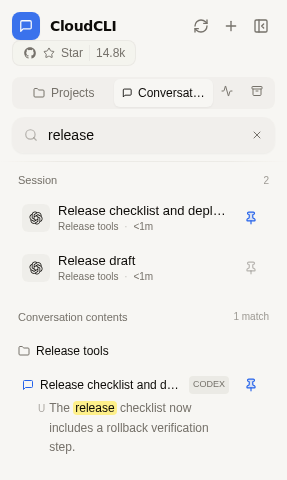 CloudCLI
Star 14.8k
Projects Conversat...
release
Session 2
Release checklist and depl...
Release tools · <1m
Release draft
Release tools · <1m
Conversation contents 1 match
Release tools
Release checklist and d... CODEX
U The release checklist now
includes a rollback verification
step.